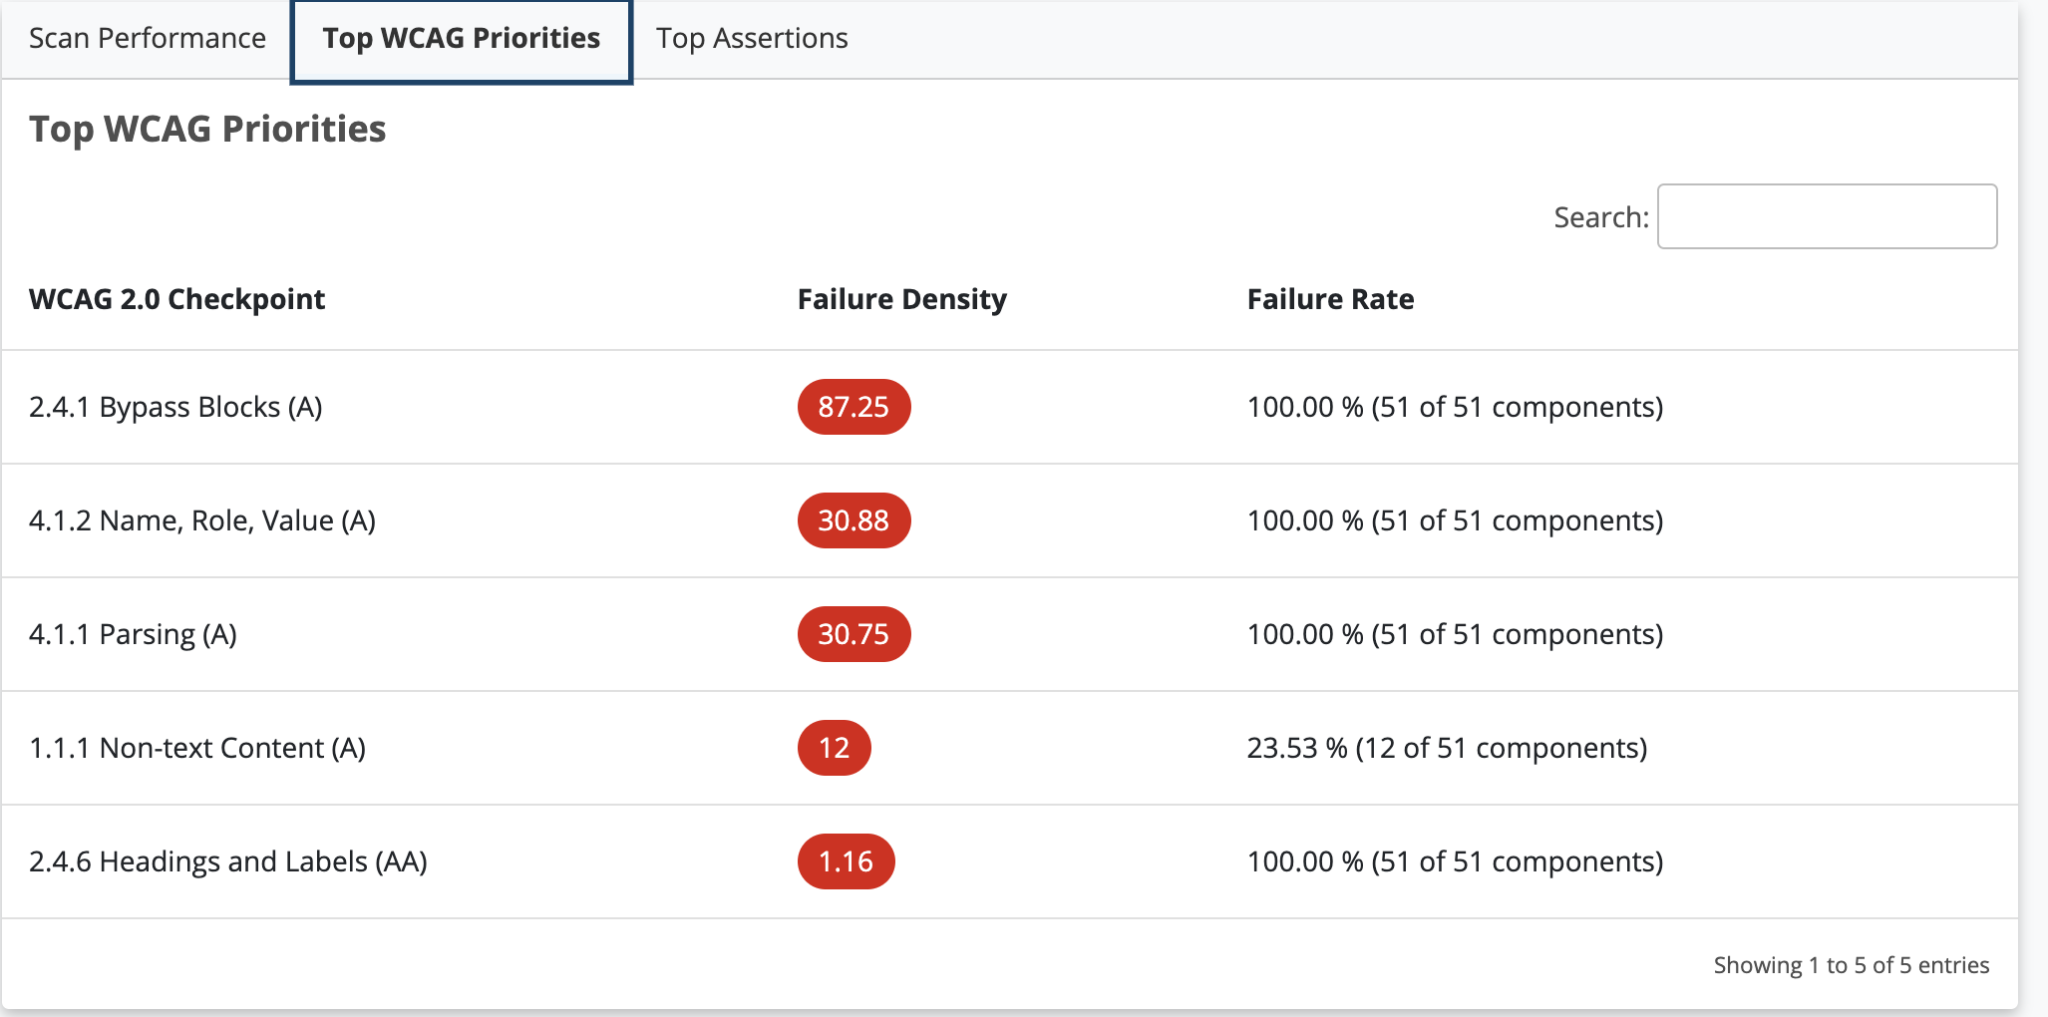 Scan Performance Top WCAG Priorities Top Assertions
Top WCAG Priorities
Search:
WCAG 2.0 Checkpoint Failure Density Failure Rate
2.4.1 Bypass Blocks (A) 87.25 100.00 % (51 of 51 components)
4.1.2 Name, Role, Value (A) 30.88 100.00 % (51 of 51 components)
4.1.1 Parsing (A) 30.75 100.00 % (51 of 51 components)
1.1.1 Non-text Content (A) 12 23.53 % (12 of 51 components)
2.4.6 Headings and Labels (AA) 1.16 100.00 % (51 of 51 components)
Showing 1 to 5 of 5 entries